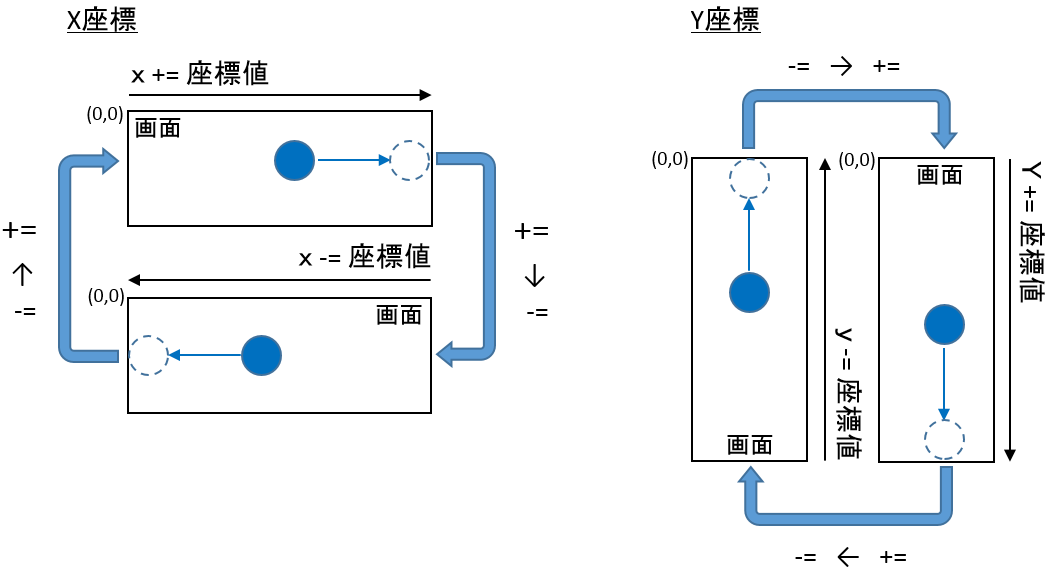 X座標
x += 座標値
(0,0)
画面
+=
↑
-=
+=
↓
-=
x -= 座標値
(0,0)
画面
Y座標
-= → +=
(0,0)
画面
y -= 座標値
(0,0)
画面
Y += 座標値
-= ← +=